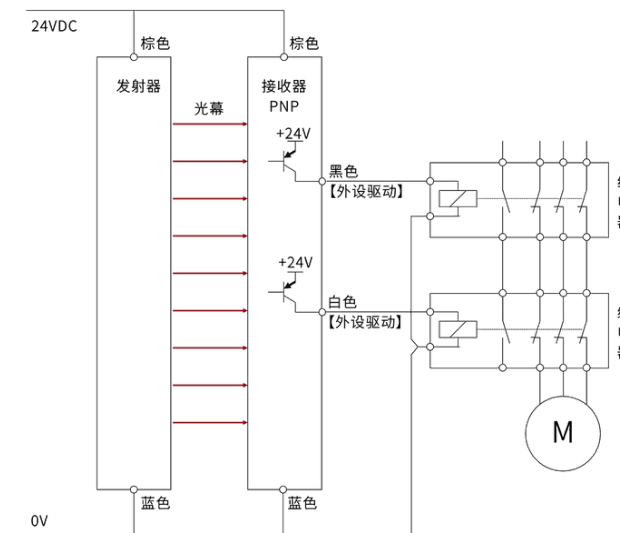 24VDC
棕色
棕色
发射器
接收器
PNP
光幕
+24V
黑色
【外设驱动】
+24V
白色
【外设驱动】
M
蓝色
蓝色
0V